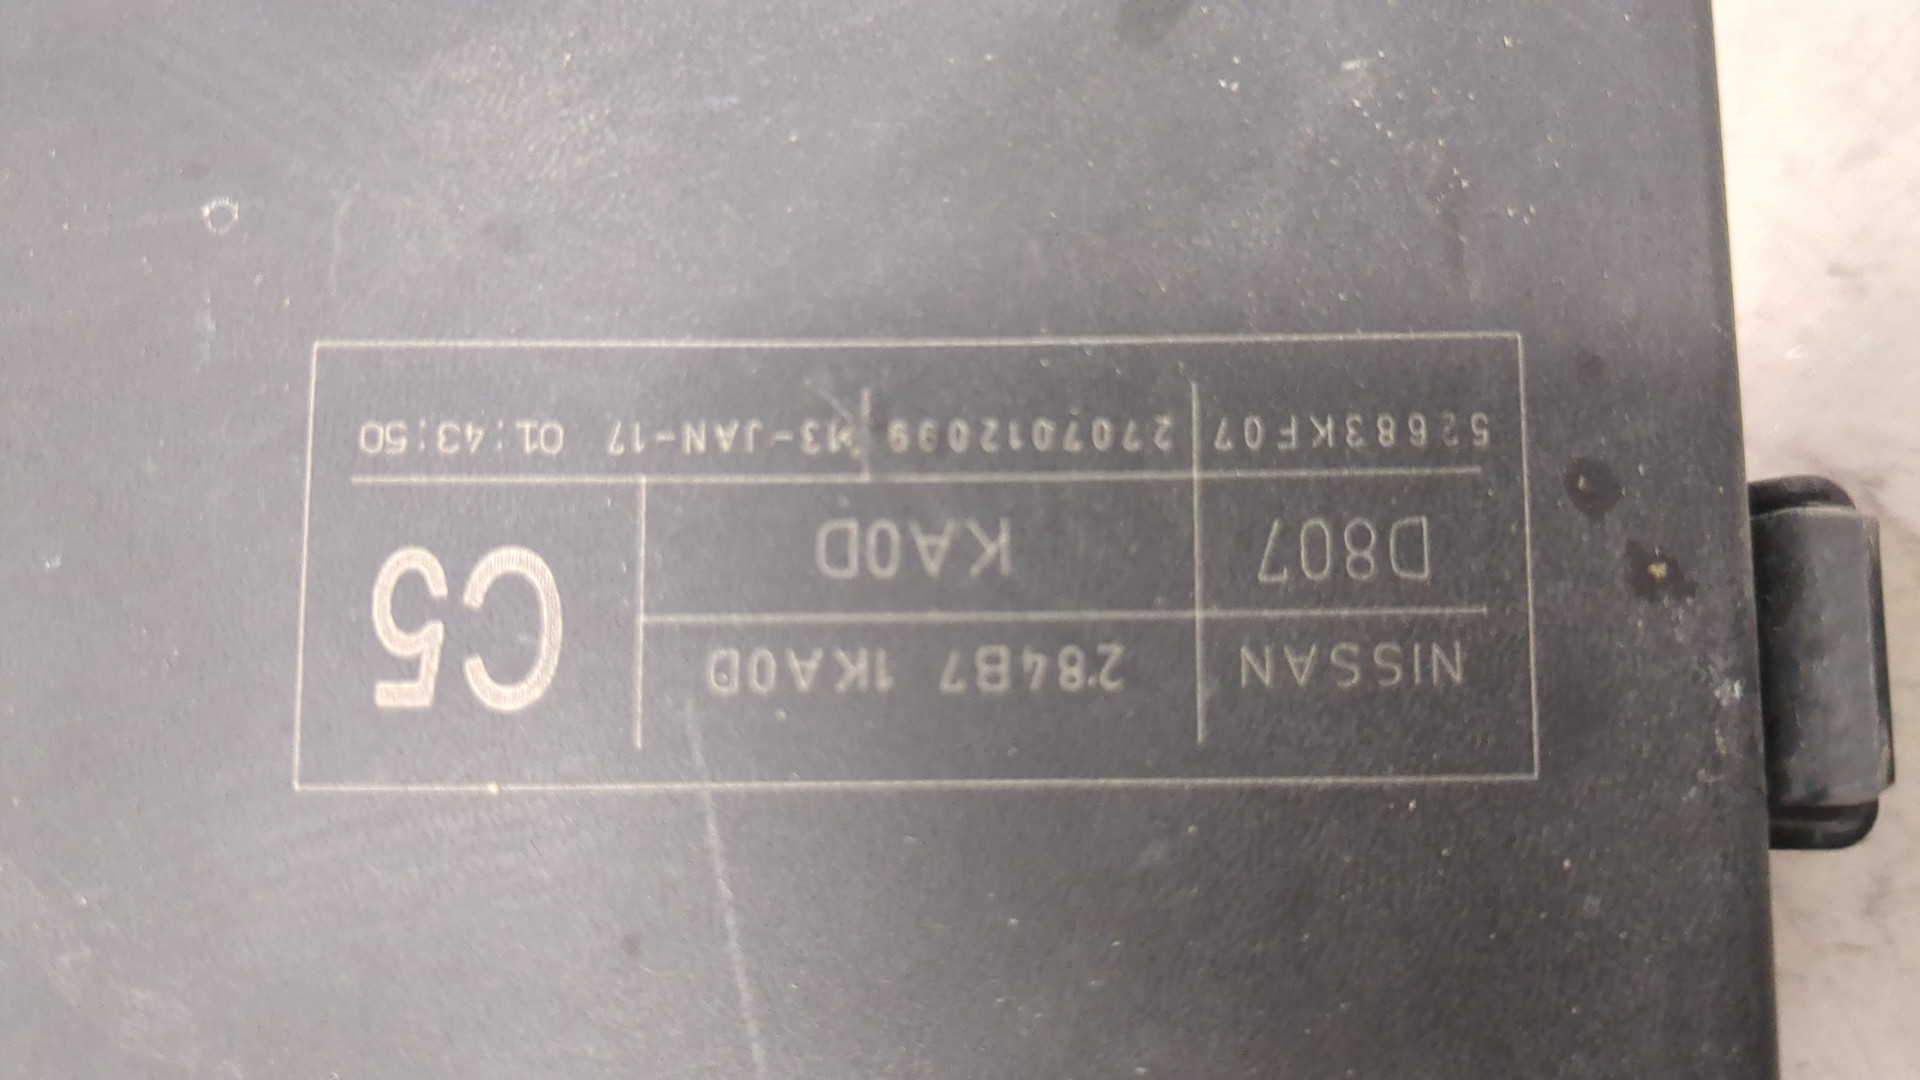 NISSAN 284B7 1KA0D C5
D807 KA0D
52683KF07 2707012099 13-JAN-17 01:43:50